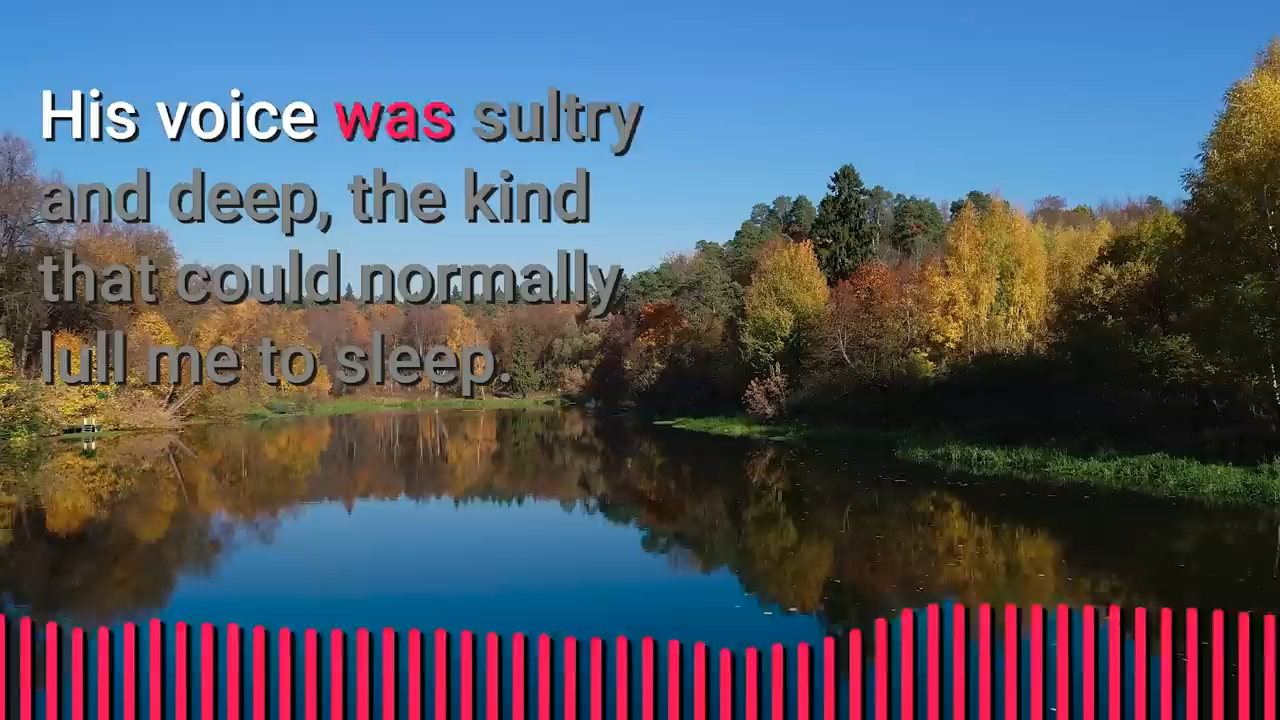 His voice was sultry
and deep, the kind
that could normally
lull me to sleep.